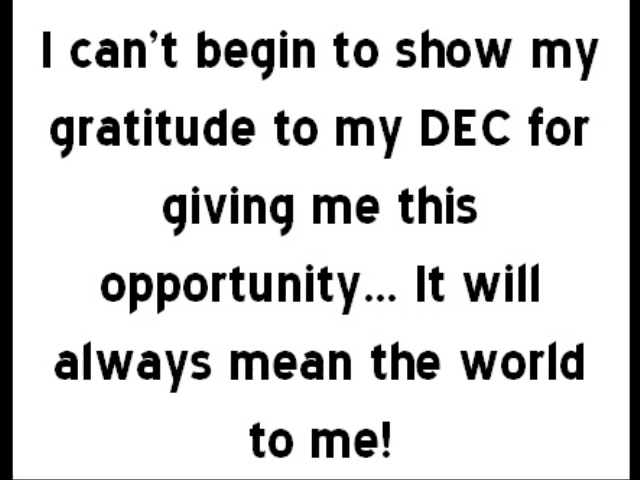 I can't begin to show my
gratitude to my DEC for
giving me this
opportunity... It will
always mean the world
to me!